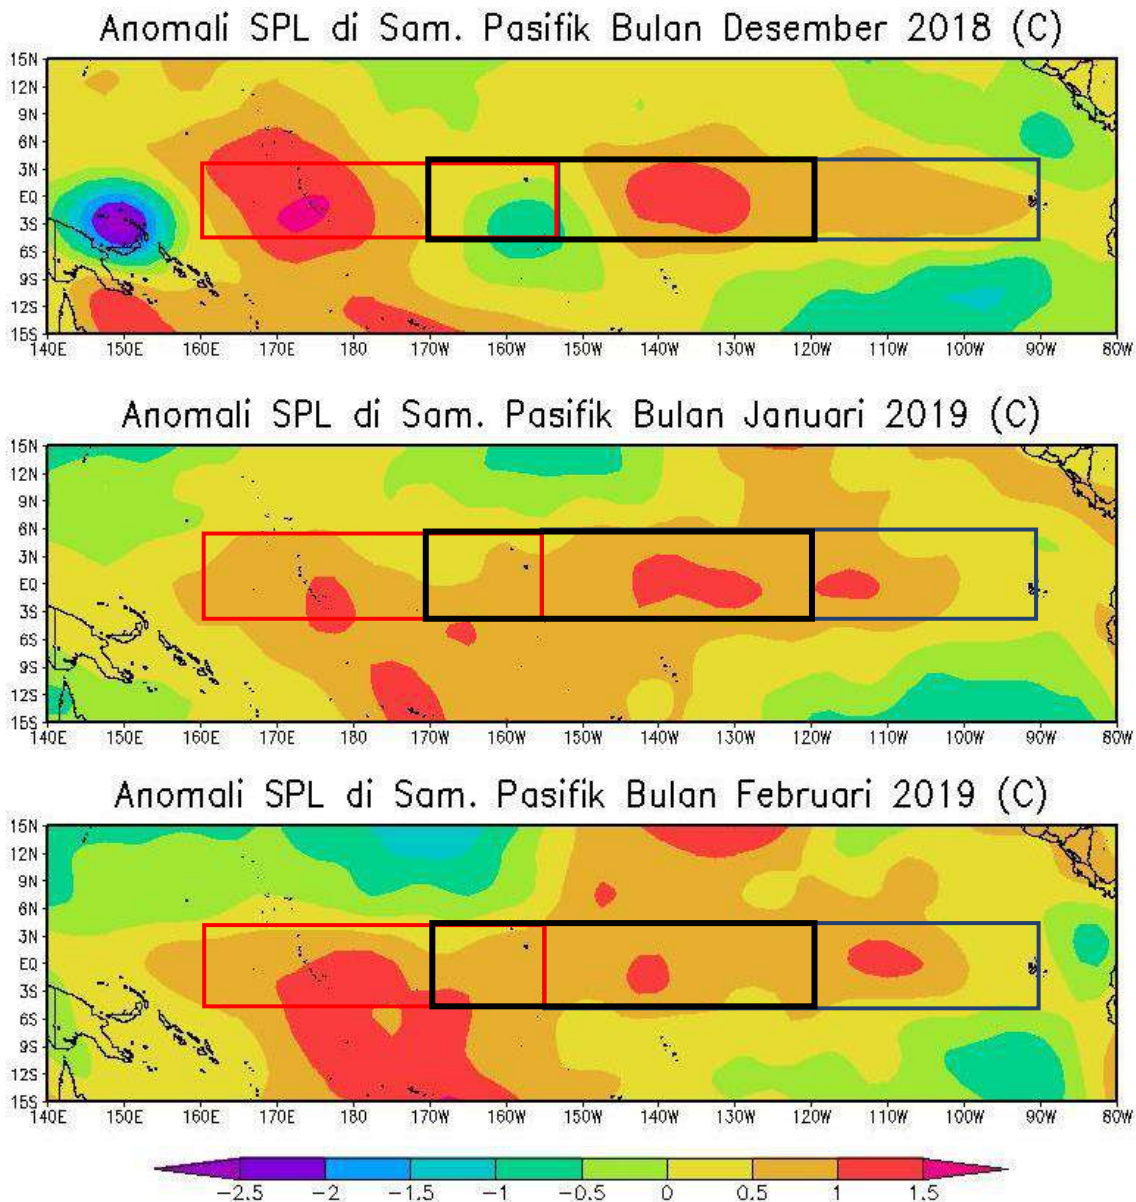 Anomali SPL di Sam. Pasifik Bulan Desember 2018 (C)
15N
12N
9N
6N
3N
EQ
3S
6S
9S
12S
15S
140E 150E 160E 170E 180 170W 160W 150W 140W 130W 120W 110W 100W 90W 80W
Anomali SPL di Sam. Pasifik Bulan Januari 2019 (C)
15N
12N
9N
6N
3N
EQ
3S
6S
9S
12S
15S
140E 150E 160E 170E 180 170W 160W 150W 140W 130W 120W 110W 100W 90W 80W
Anomali SPL di Sam. Pasifik Bulan Februari 2019 (C)
15N
12N
9N
6N
3N
EQ
3S
6S
9S
12S
15S
140E 150E 160E 170E 180 170W 160W 150W 140W 130W 120W 110W 100W 90W 80W
-2.5 -2 -1.5 -1 -0.5 0 0.5 1 1.5